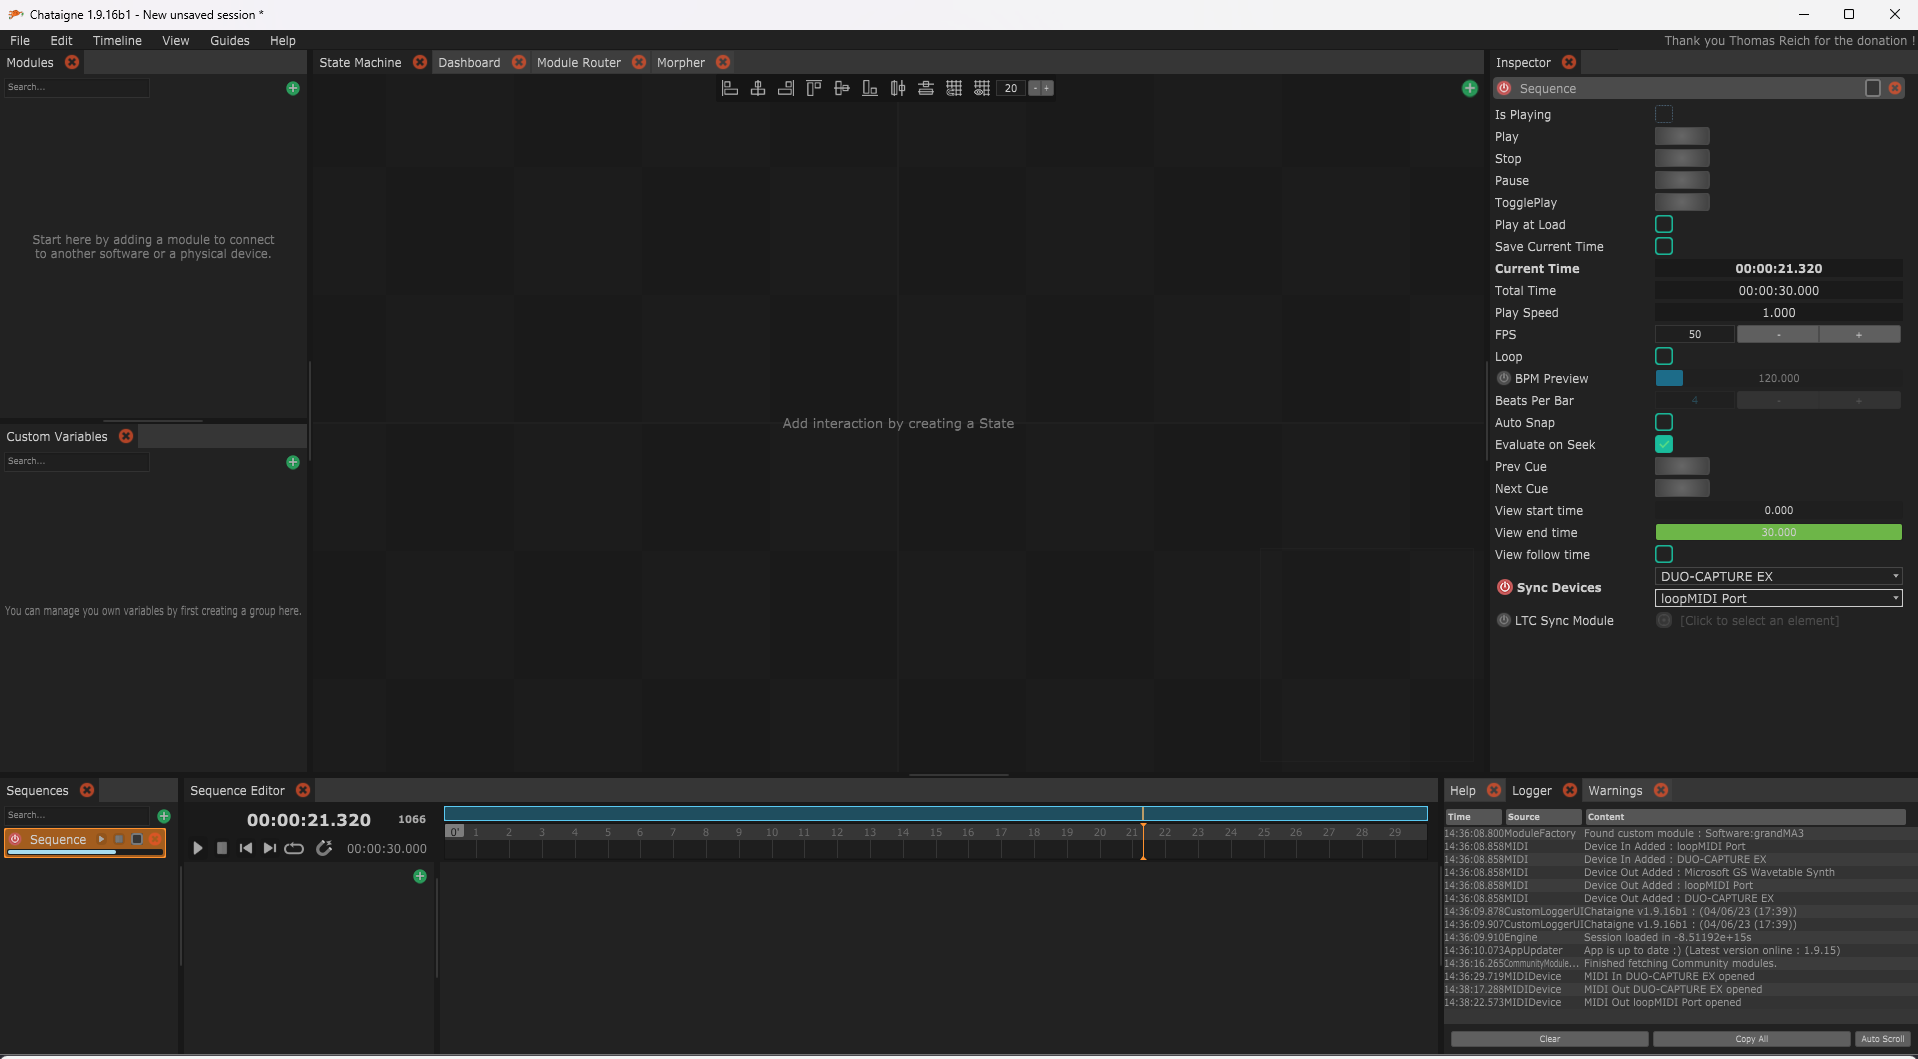 Chataigne 1.9.16b1 - New unsaved session *
File Edit Timeline View Guides Help
Thank you Thomas Reich for the donation !
Modules
Search...
Start here by adding a module to connect
to another software or a physical device.
Custom Variables
Search...
You can manage you own variables by first creating a group here.
State Machine Dashboard Module Router Morpher
20 - +
Add interaction by creating a State
Inspector
Sequence
Is Playing
Play
Stop
Pause
TogglePlay
Play at Load
Save Current Time
Current Time 00:00:21.320
Total Time 00:00:30.000
Play Speed 1.000
FPS 50 - +
Loop
BPM Preview 120.000
Beats Per Bar 4 - +
Auto Snap
Evaluate on Seek
Prev Cue
Next Cue
View start time 0.000
View end time 30.000
View follow time
Sync Devices DUO-CAPTURE EX
loopMIDI Port
LTC Sync Module [Click to select an element]
Sequences
Search...
Sequence
Sequence Editor
00:00:21.320 1066
00:00:30.000
0' 1 2 3 4 5 6 7 8 9 10 11 12 13 14 15 16 17 18 19 20 21 22 23 24 25 26 27 28 29
Help Logger Warnings
Time Source Content
14:36:08.800 ModuleFactory Found custom module : Software:grandMA3
14:36:08.858 MIDI Device In Added : loopMIDI Port
14:36:08.858 MIDI Device In Added : DUO-CAPTURE EX
14:36:08.858 MIDI Device Out Added : Microsoft GS Wavetable Synth
14:36:08.858 MIDI Device Out Added : loopMIDI Port
14:36:08.858 MIDI Device Out Added : DUO-CAPTURE EX
14:36:09.878 CustomLoggerUI Chataigne v1.9.16b1 : (04/06/23 (17:39))
14:36:09.907 CustomLoggerUI Chataigne v1.9.16b1 : (04/06/23 (17:39))
14:36:09.910 Engine Session loaded in -8.51192e+15s
14:36:10.073 AppUpdater App is up to date :) (Latest version online : 1.9.15)
14:36:16.265 CommunityModule... Finished fetching Community modules.
14:36:29.719 MIDIDevice MIDI In DUO-CAPTURE EX opened
14:38:17.288 MIDIDevice MIDI Out DUO-CAPTURE EX opened
14:38:22.573 MIDIDevice MIDI Out loopMIDI Port opened
Clear Copy All Auto Scroll